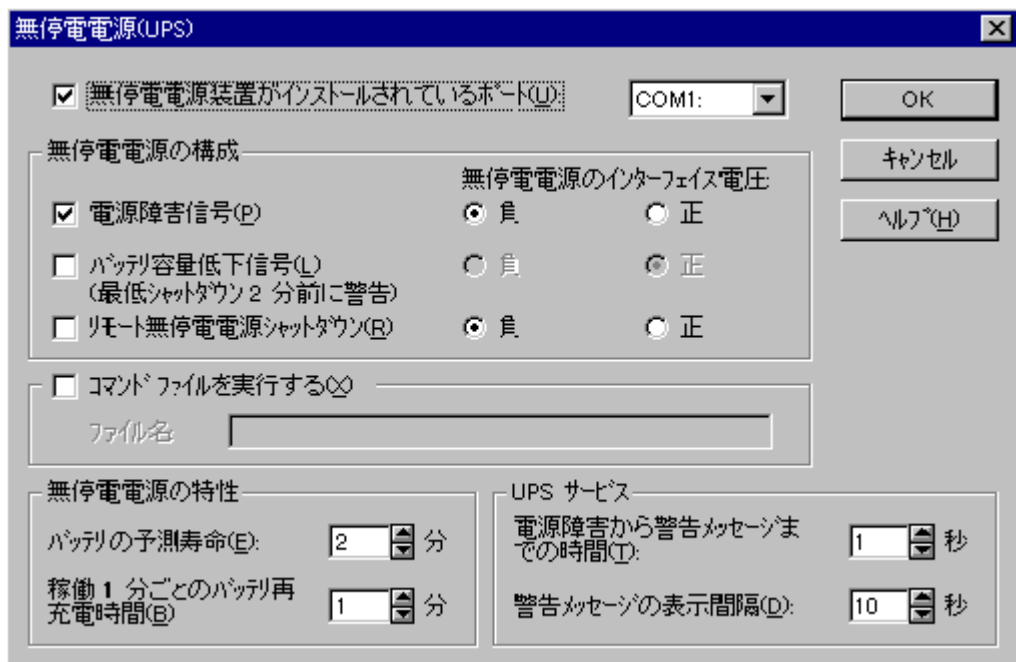 無停電電源(UPS)
無停電電源装置がインストールされているポート(U):
COM1:
OK
無停電電源の構成
キャンセル
無停電電源のインターフェイス電圧:
電源障害信号(P)
負
正
ヘルプ(H)
バッテリ容量低下信号(L)
(最低シャットダウン 2 分前に警告)
負
正
リモート無停電電源シャットダウン(R)
負
正
コマンド ファイルを実行する(X)
ファイル名:
無停電電源の特性
バッテリの予測寿命(E):
2
分
稼働 1 分ごとのバッテリ再
充電時間(B)
1
分
UPS サービス
電源障害から警告メッセージま
での時間(T):
1
秒
警告メッセージの表示間隔(D):
10
秒